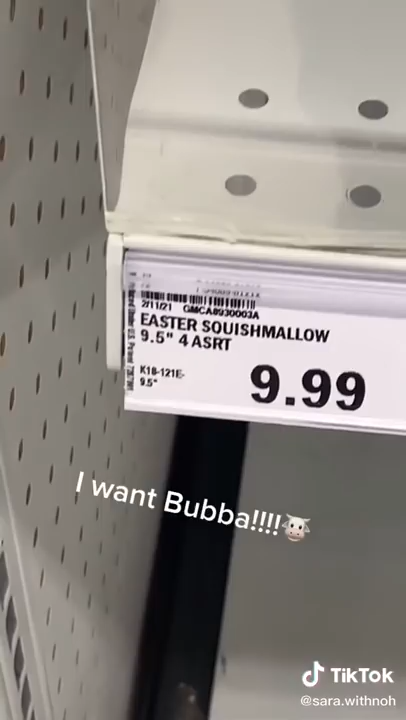 2/11/21 GMCA8930003A
EASTER SQUISHMALLOW
9.5" 4 ASRT
K18-121E-
9.5"
9.99
I want Bubba!!!!🐮
TikTok
@sara.withnoh